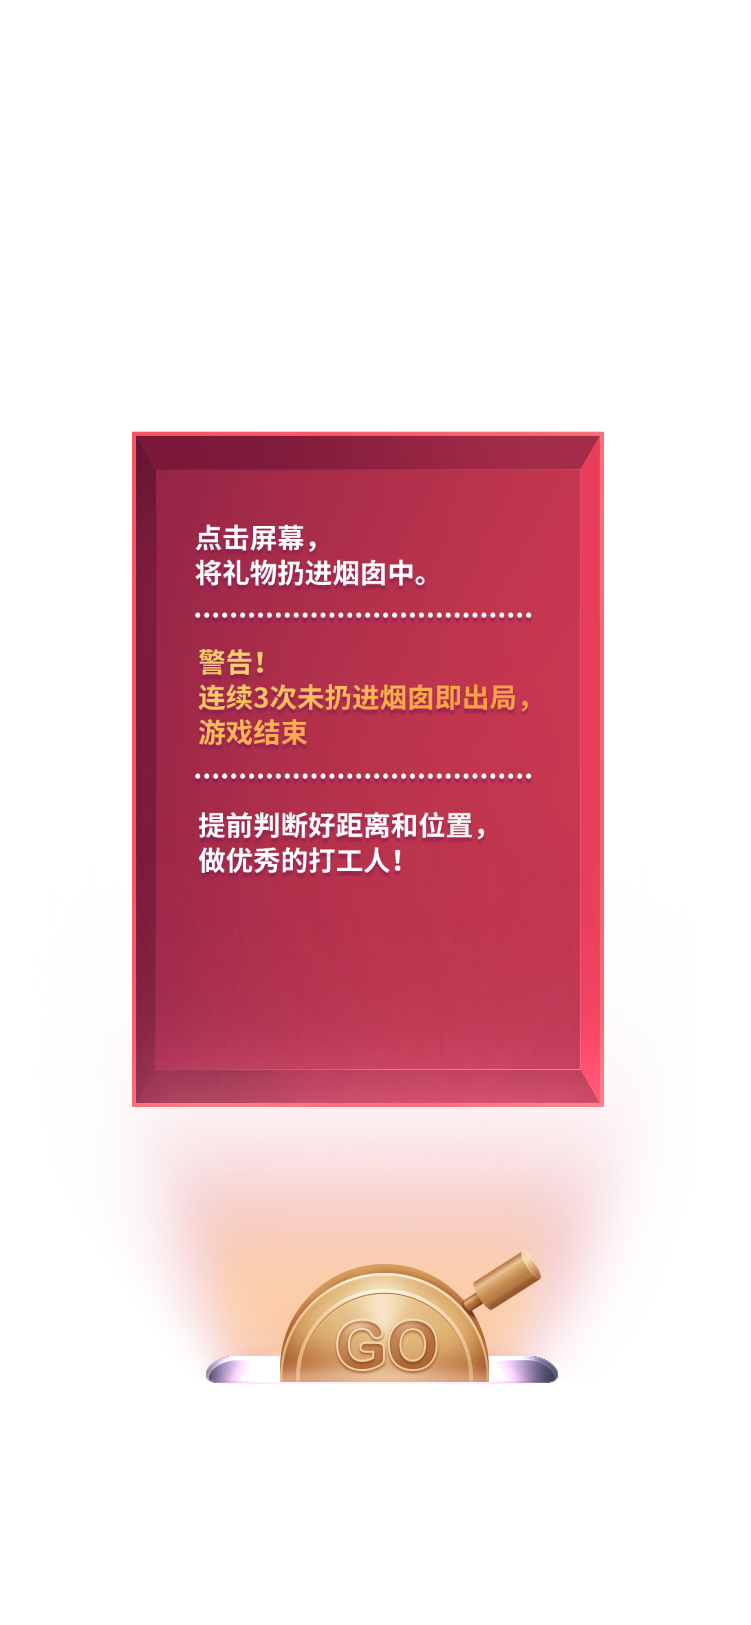 点击屏幕，
将礼物扔进烟囱中。
警告！
连续3次未扔进烟囱即出局，
游戏结束
提前判断好距离和位置，
做优秀的打工人！
GO